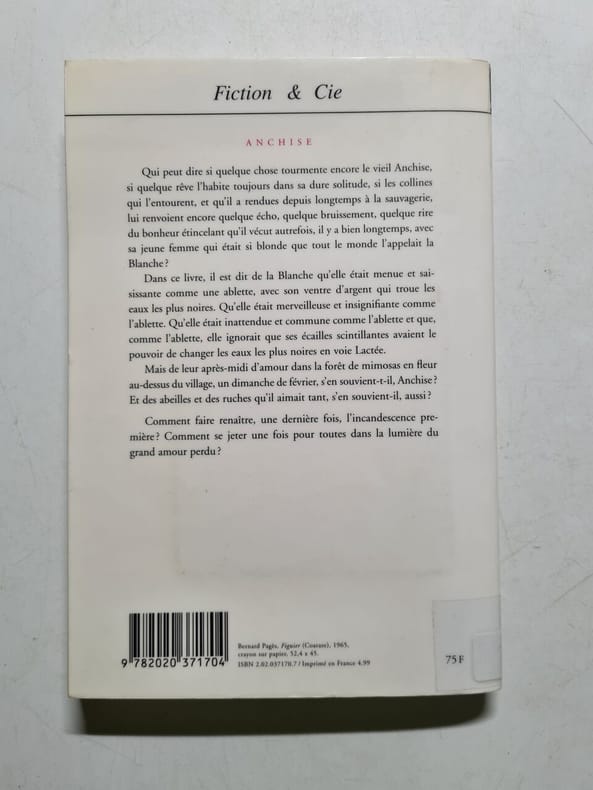 Fiction & Cie
ANCHISE
Qui peut dire si quelque chose tourmente encore le vieil Anchise,
si quelque rêve l'habite toujours dans sa dure solitude, si les collines
qui l'entourent, et qu'il a rendues depuis longtemps à la sauvagerie,
lui renvoient encore quelque écho, quelque bruissement, quelque rire
du bonheur étincelant qu'il vécut autrefois, il y a bien longtemps, avec
sa jeune femme qui était si blonde que tout le monde l'appelait la
Blanche ?
Dans ce livre, il est dit de la Blanche qu'elle était menue et sai-
sissante comme une ablette, avec son ventre d'argent qui troue les
eaux les plus noires. Qu'elle était merveilleuse et insignifiante comme
l'ablette. Qu'elle était inattendue et commune comme l'ablette et que,
comme l'ablette, elle ignorait que ses écailles scintillantes avaient le
pouvoir de changer les eaux les plus noires en voie Lactée.
Mais de leur après-midi d'amour dans la forêt de mimosas en fleur
au-dessus du village, un dimanche de février, s'en souvient-t-il, Anchise ?
Et des abeilles et des ruches qu'il aimait tant, s'en souvient-il, aussi ?
Comment faire renaître, une dernière fois, l'incandescence pre-
mière ? Comment se jeter une fois pour toutes dans la lumière du
grand amour perdu ?
9 782020 371704
Bernard Pagès, Figuier (Coaraze), 1965,
crayon sur papier, 52,4 x 45.
ISBN 2.02.037170.7 / Imprimé en France 4.99
75 F